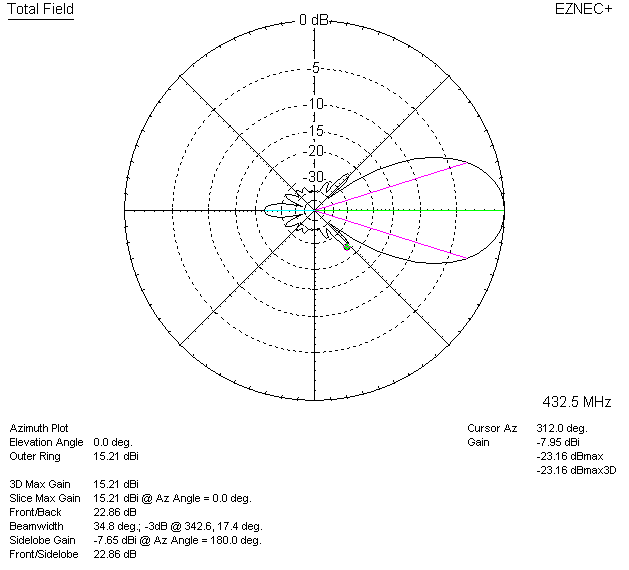 Total Field
EZNEC+
0 dB
-5
-10
-15
-20
-30
432.5 MHz
Azimuth Plot
Elevation Angle 0.0 deg.
Outer Ring 15.21 dBi
3D Max Gain 15.21 dBi
Slice Max Gain 15.21 dBi @ Az Angle = 0.0 deg.
Front/Back 22.86 dB
Beamwidth 34.8 deg.; -3dB @ 342.6, 17.4 deg.
Sidelobe Gain -7.65 dBi @ Az Angle = 180.0 deg.
Front/Sidelobe 22.86 dB
Cursor Az 312.0 deg.
Gain -7.95 dBi
-23.16 dBmax
-23.16 dBmax3D